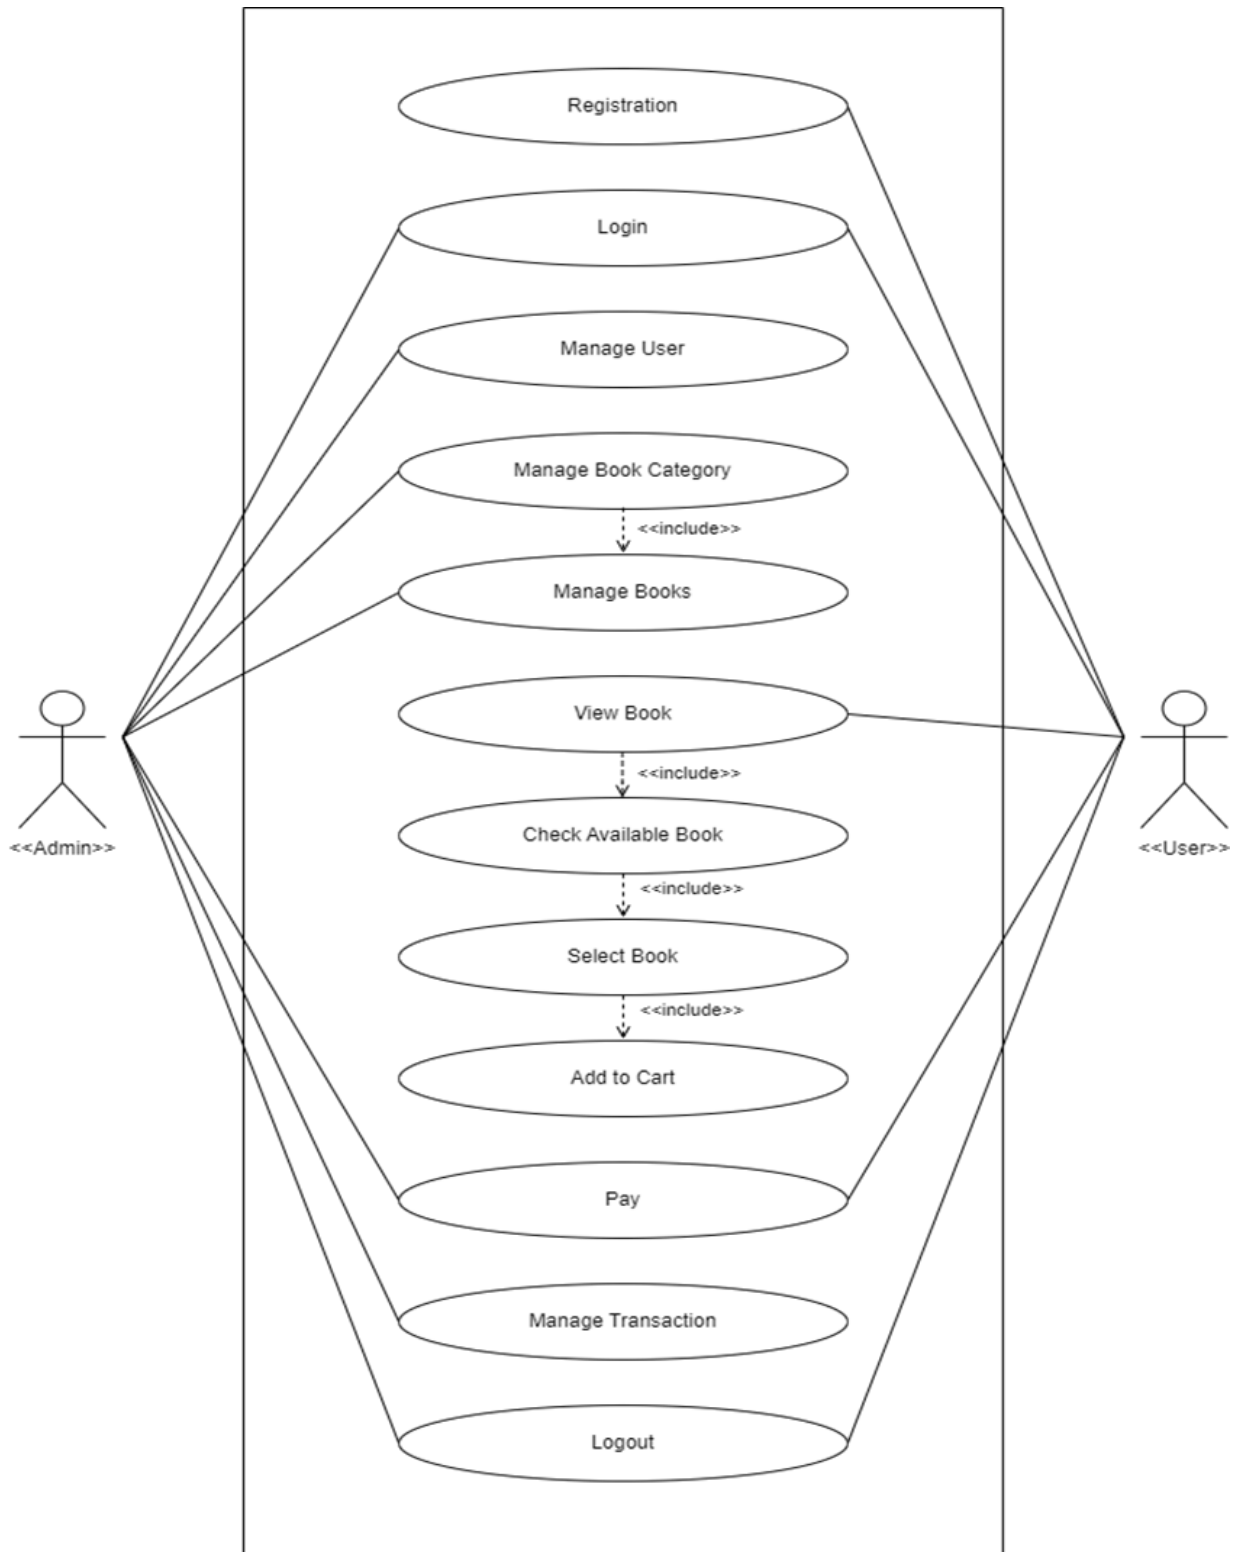 Registration
Login
Manage User
Manage Book Category
<<include>>
Manage Books
View Book
<<include>>
Check Available Book
<<Admin>>
<<User>>
<<include>>
Select Book
<<include>>
Add to Cart
Pay
Manage Transaction
Logout